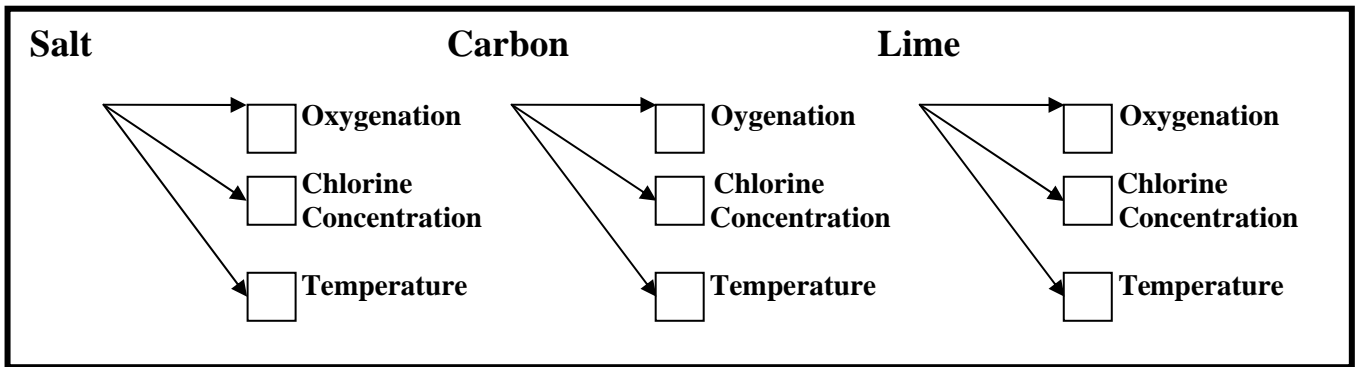 Salt
Carbon
Lime
Oxygenation
Oygenation
Oxygenation
Chlorine
Concentration
Chlorine
Concentration
Chlorine
Concentration
Temperature
Temperature
Temperature